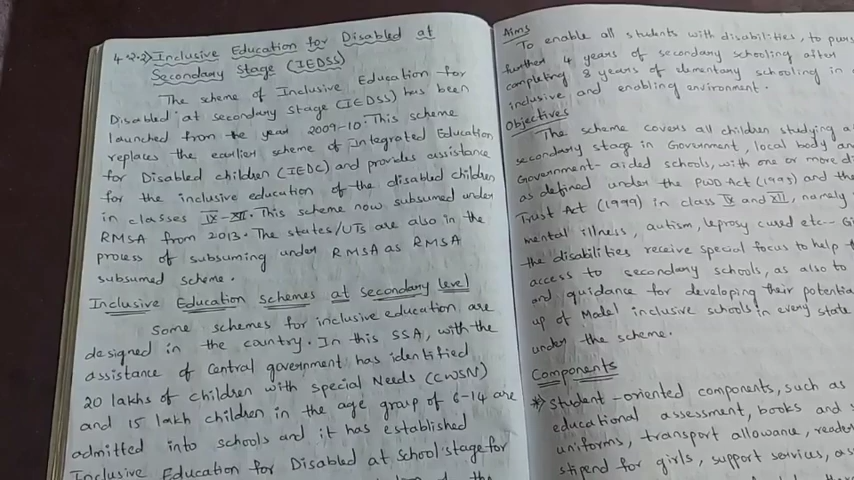 4.2.2) Inclusive Education for Disabled at
Secondary Stage (IEDSS)
The scheme of Inclusive Education for
Disabled at secondary stage (IEDSS) has been
launched from the year 2009-10. This scheme
replaces the earlier scheme of Integrated Education
for Disabled children (IEDC) and provides assistance
for the inclusive education of the disabled children
in classes IX-XII. This scheme now subsumed under
RMSA from 2013. The states/UTs are also in the
process of subsuming under RMSA as RMSA
subsumed scheme.
Inclusive Education schemes at secondary level
Some schemes for inclusive education are
designed in the country. In this SSA, with the
assistance of Central government has identified
20 lakhs of children with special Needs (CWSN)
and 15 lakh children in the age group of 6-14 are
admitted into schools and it has established
Inclusive Education for Disabled at school stage for
the
Aims
To enable all students with disabilities, to
further 4 years of secondary schooling after
completing 8 years of elementary schooling in
inclusive and enabling environment.
Objectives
The scheme covers all children studying
secondary stage in Government, local body
Government-aided schools, with one or more
as defined under the PWD Act (1995) and the
Trust Act (1999) in class IX and XII, namely
mental illness, autism, leprosy cured etc--
the disabilities receive special focus to help
access to secondary schools, as also to
and guidance for developing their
up of Model inclusive schools in every state
under the scheme.
Components
* Student-oriented components, such as
educational assessment, books and
uniforms, transport allowance,
stipend for girls, support services,